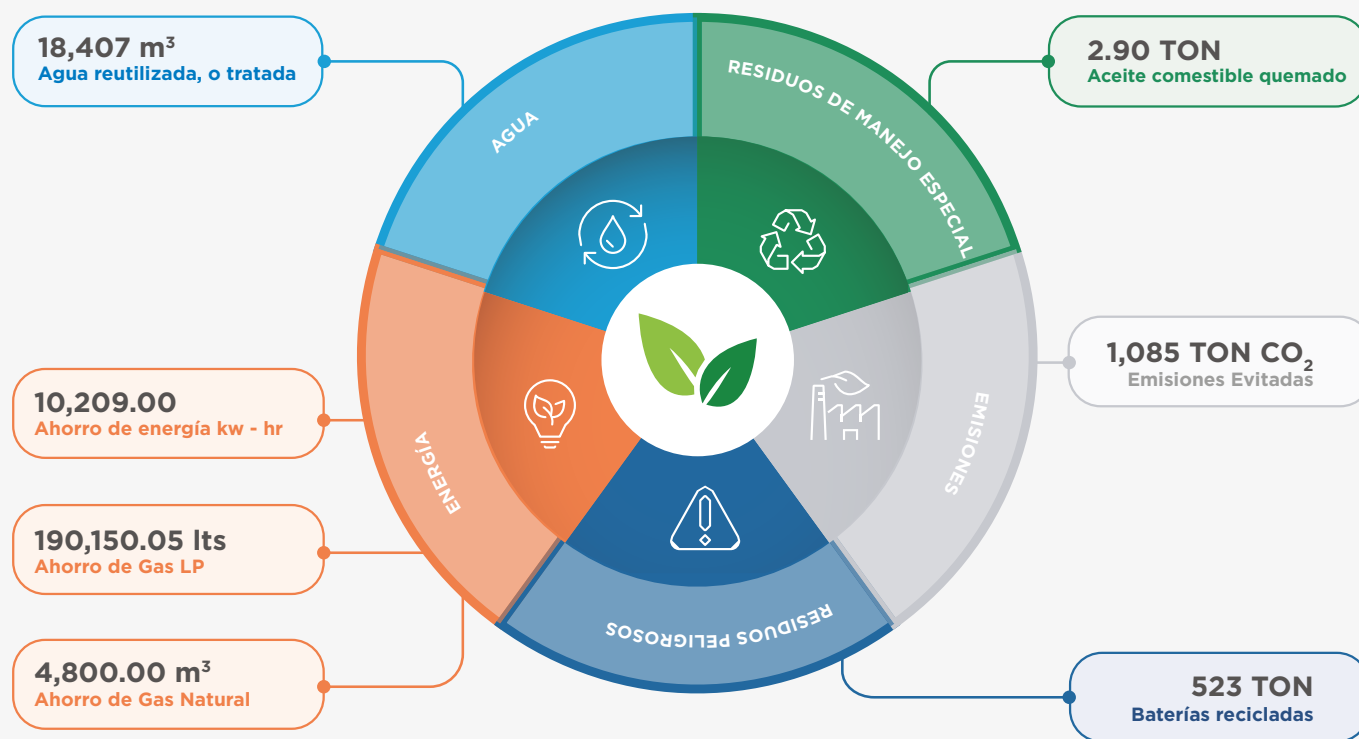 18,407 m³
Agua reutilizada, o tratada
2.90 TON
Aceite comestible quemado
AGUA
RESIDUOS DE MANEJO ESPECIAL
1,085 TON CO₂
Emisiones Evitadas
EMISIONES
10,209.00
Ahorro de energía kw - hr
ENERGÍA
190,150.05 lts
Ahorro de Gas LP
4,800.00 m³
Ahorro de Gas Natural
RESIDUOS PELIGROSOS
523 TON
Baterías recicladas